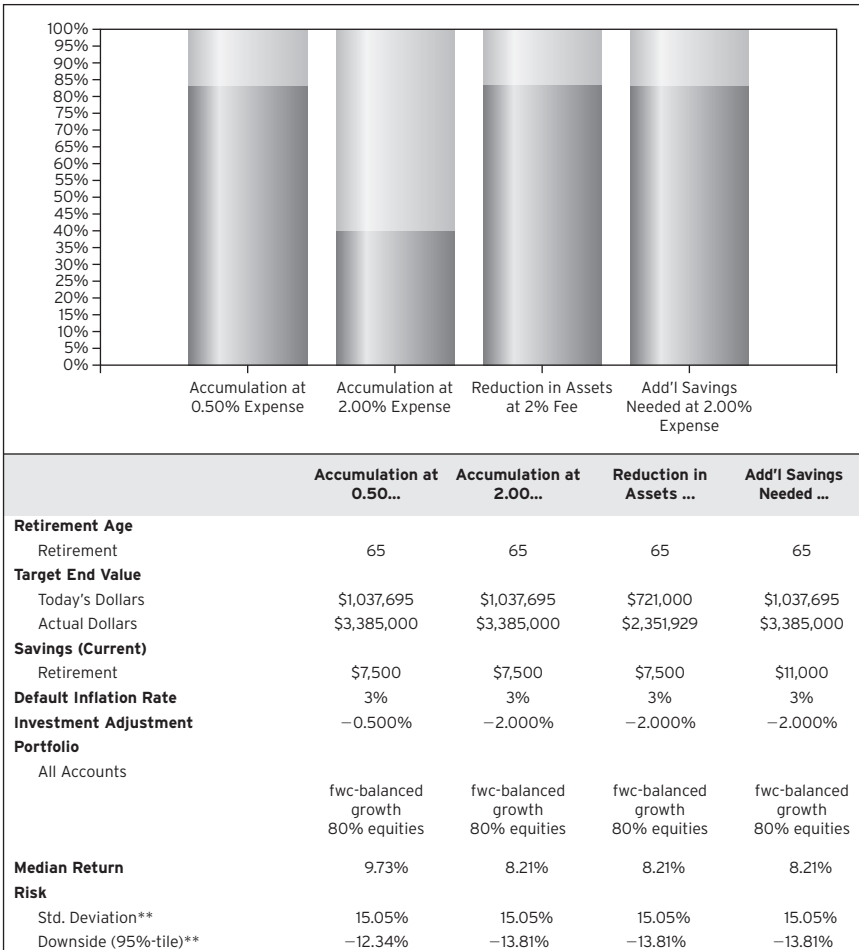 100%
95%
90%
85%
80%
75%
70%
65%
60%
55%
50%
45%
40%
35%
30%
25%
20%
15%
10%
5%
0%
Accumulation at Accumulation at Reduction in Assets Add'l Savings
0.50% Expense 2.00% Expense at 2% Fee Needed at 2.00%
Expense
Accumulation at Accumulation at Reduction in Add'l Savings
0.50... 2.00... Assets ... Needed ...
Retirement Age
Retirement 65 65 65 65
Target End Value
Today's Dollars $1,037,695 $1,037,695 $721,000 $1,037,695
Actual Dollars $3,385,000 $3,385,000 $2,351,929 $3,385,000
Savings (Current)
Retirement $7,500 $7,500 $7,500 $11,000
Default Inflation Rate 3% 3% 3% 3%
Investment Adjustment −0.500% −2.000% −2.000% −2.000%
Portfolio
All Accounts
fwc-balanced fwc-balanced fwc-balanced fwc-balanced
growth growth growth growth
80% equities 80% equities 80% equities 80% equities
Median Return 9.73% 8.21% 8.21% 8.21%
Risk
Std. Deviation** 15.05% 15.05% 15.05% 15.05%
Downside (95%-tile)** −12.34% −13.81% −13.81% −13.81%